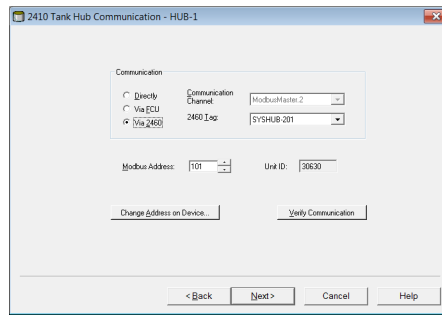 2410 Tank Hub Communication - HUB-1
Communication
Directly
Via FCU
Via 2460
Communication Channel:
ModbusMaster.2
2460 Tag:
SYSHUB-201
Modbus Address:
101
Unit ID:
30630
Change Address on Device...
Verify Communication
< Back
Next >
Cancel
Help